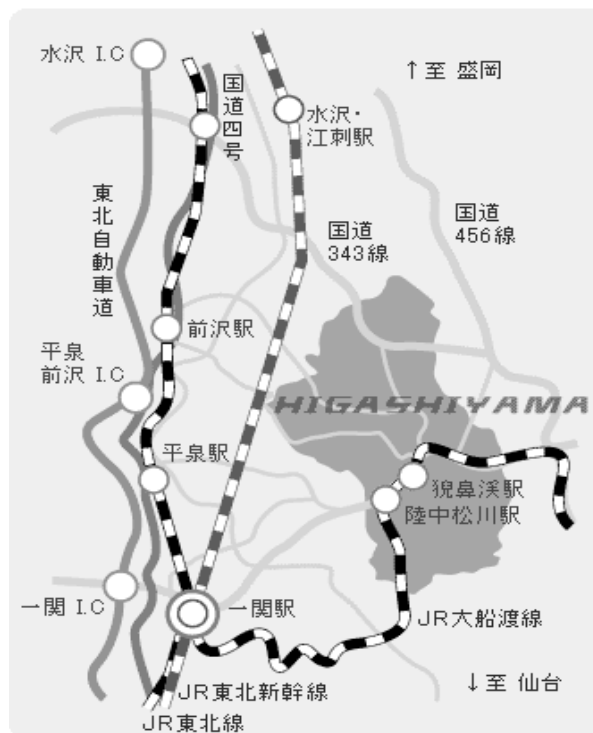 水沢 I.C
国道四号
↑至 盛岡
水沢・
江刺駅
東北自動車道
国道
343線
国道
456線
前沢駅
平泉
前沢 I.C
HIGASHIYAMA
平泉駅
猊鼻渓駅
陸中松川駅
一関 I.C
一関駅
JR大船渡線
↓至 仙台
JR東北新幹線
JR東北線